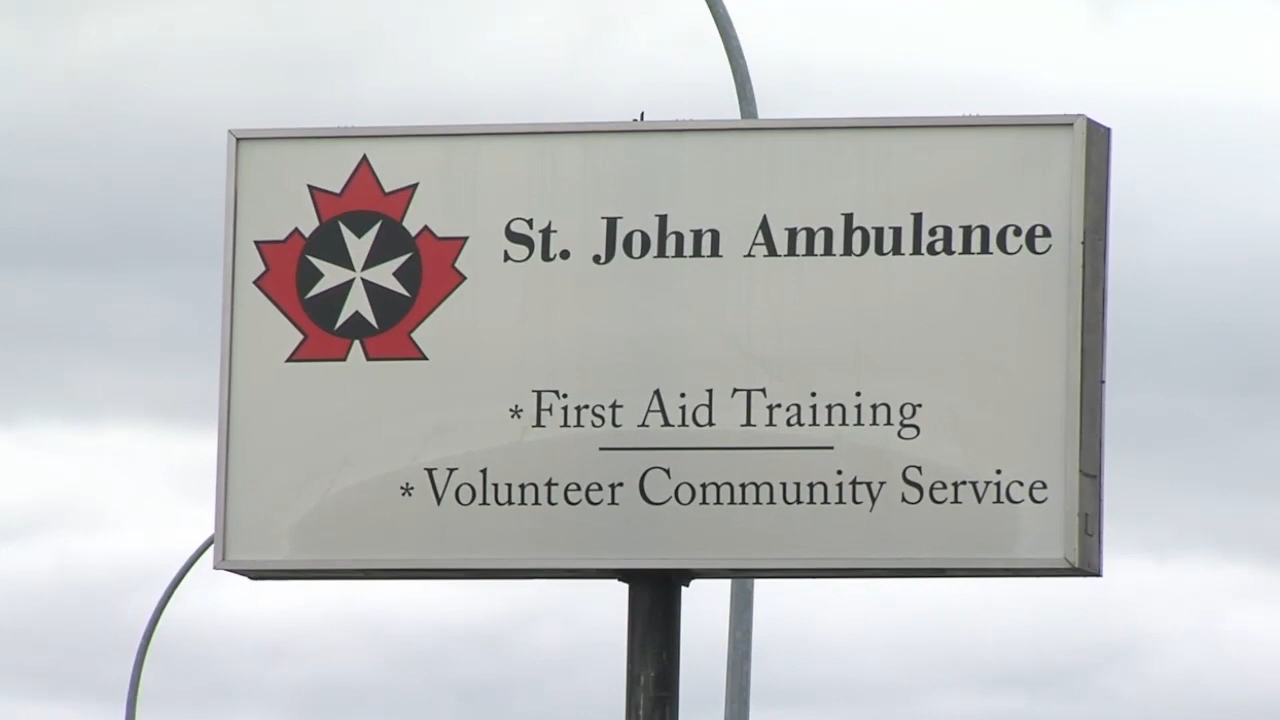 St. John Ambulance
*First Aid Training
*Volunteer Community Service